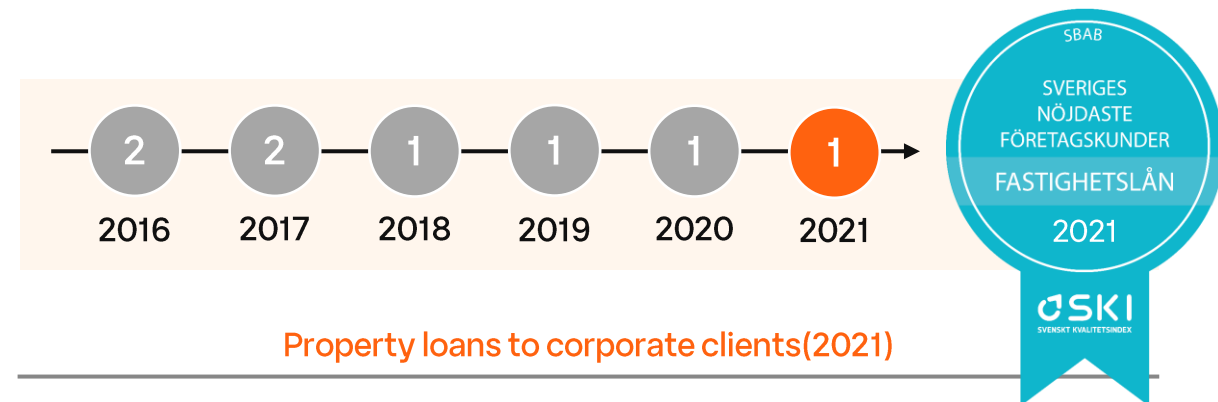 2 2 1 1 1 1
2016 2017 2018 2019 2020 2021
SBAB
SVERIGES
NÖJDASTE
FÖRETAGSKUNDER
FASTIGHETSLÅN
2021
SKI
SVENSKT KVALITETSINDEX
Property loans to corporate clients(2021)